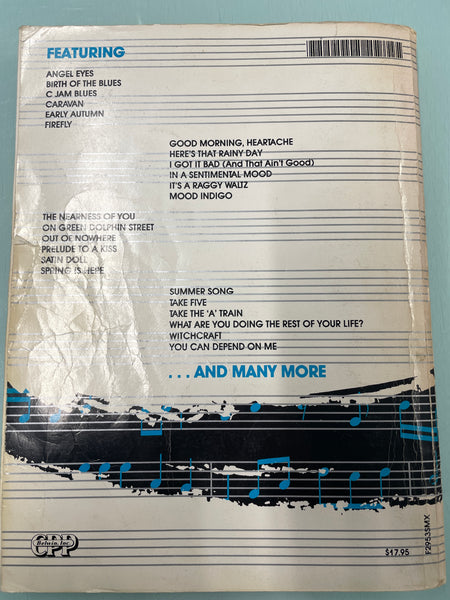 FEATURING
ANGEL EYES
BIRTH OF THE BLUES
C JAM BLUES
CARAVAN
EARLY AUTUMN
FIREFLY
GOOD MORNING, HEARTACHE
HERE'S THAT RAINY DAY
I GOT IT BAD (And That Ain't Good)
IN A SENTIMENTAL MOOD
IT'S A RAGGY WALTZ
MOOD INDIGO
THE NEARNESS OF YOU
ON GREEN DOLPHIN STREET
OUT OF NOWHERE
PRELUDE TO A KISS
SATIN DOLL
SPRING IS HERE
SUMMER SONG
TAKE FIVE
TAKE THE 'A' TRAIN
WHAT ARE YOU DOING THE REST OF YOUR LIFE?
WITCHCRAFT
YOU CAN DEPEND ON ME
. . . AND MANY MORE
CPP
Belwin, Inc.
$17.95
F2953SMX